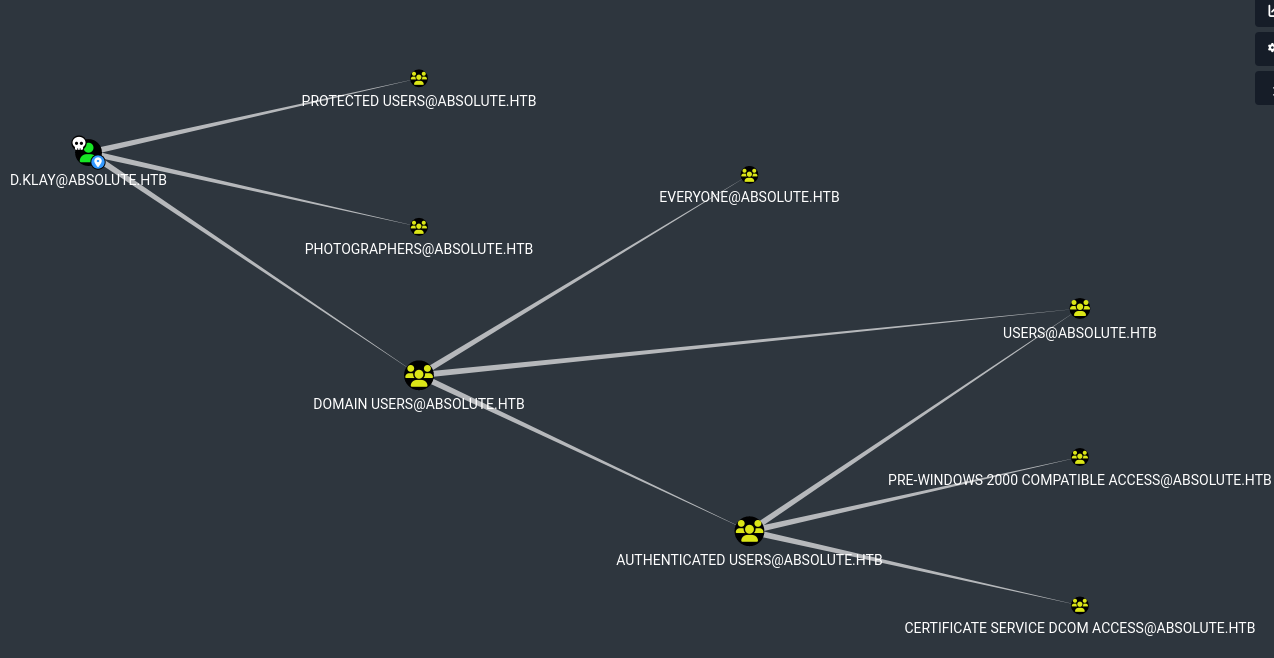 PROTECTED USERS@ABSOLUTE.HTB
D.KLAY@ABSOLUTE.HTB
EVERYONE@ABSOLUTE.HTB
PHOTOGRAPHERS@ABSOLUTE.HTB
USERS@ABSOLUTE.HTB
DOMAIN USERS@ABSOLUTE.HTB
PRE-WINDOWS 2000 COMPATIBLE ACCESS@ABSOLUTE.HTB
AUTHENTICATED USERS@ABSOLUTE.HTB
CERTIFICATE SERVICE DCOM ACCESS@ABSOLUTE.HTB